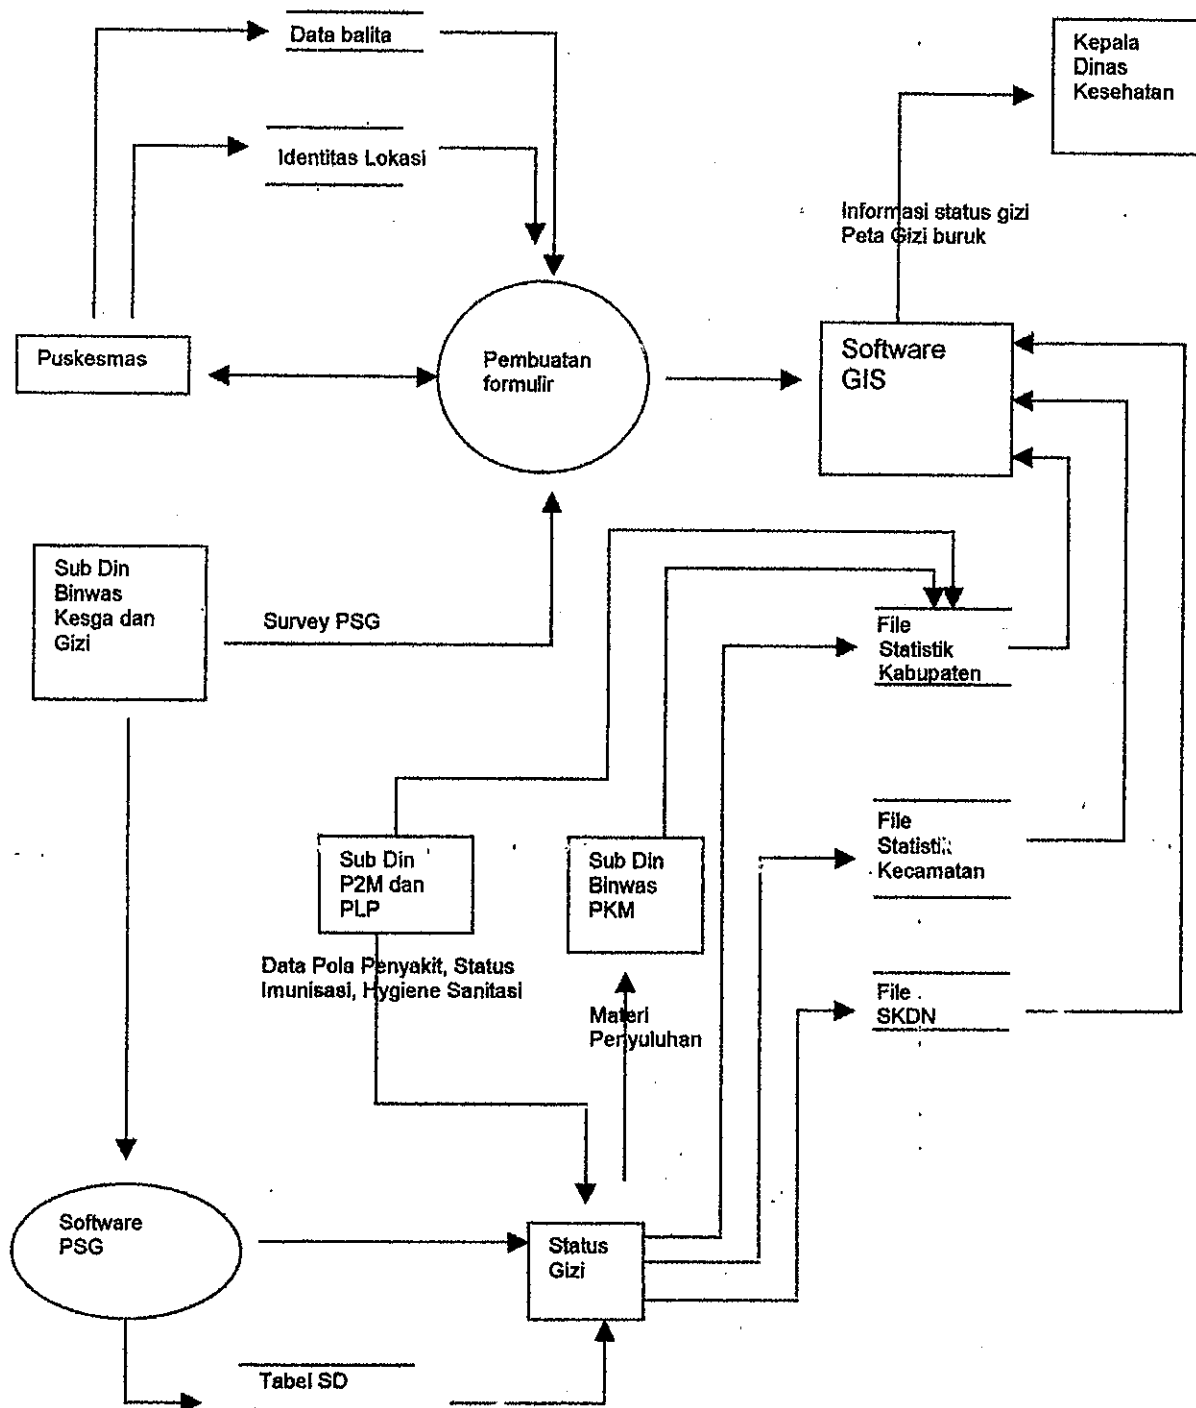 Data balita
Kepala
Dinas
Kesehatan
Identitas Lokasi
Informasi status gizi
Peta Gizi buruk
Puskesmas
Pembuatan
formulir
Software
GIS
Sub Din
Binwas
Kesga dan
Gizi
Survey PSG
File
Statistik
Kabupaten
Sub Din
P2M dan
PLP
Sub Din
Binwas
PKM
File
Statistik
Kecamatan
Data Pola Penyakit, Status
Imunisasi, Hygiene Sanitasi
Materi
Penyuluhan
File
SKDN
Software
PSG
Status
Gizi
Tabel SD